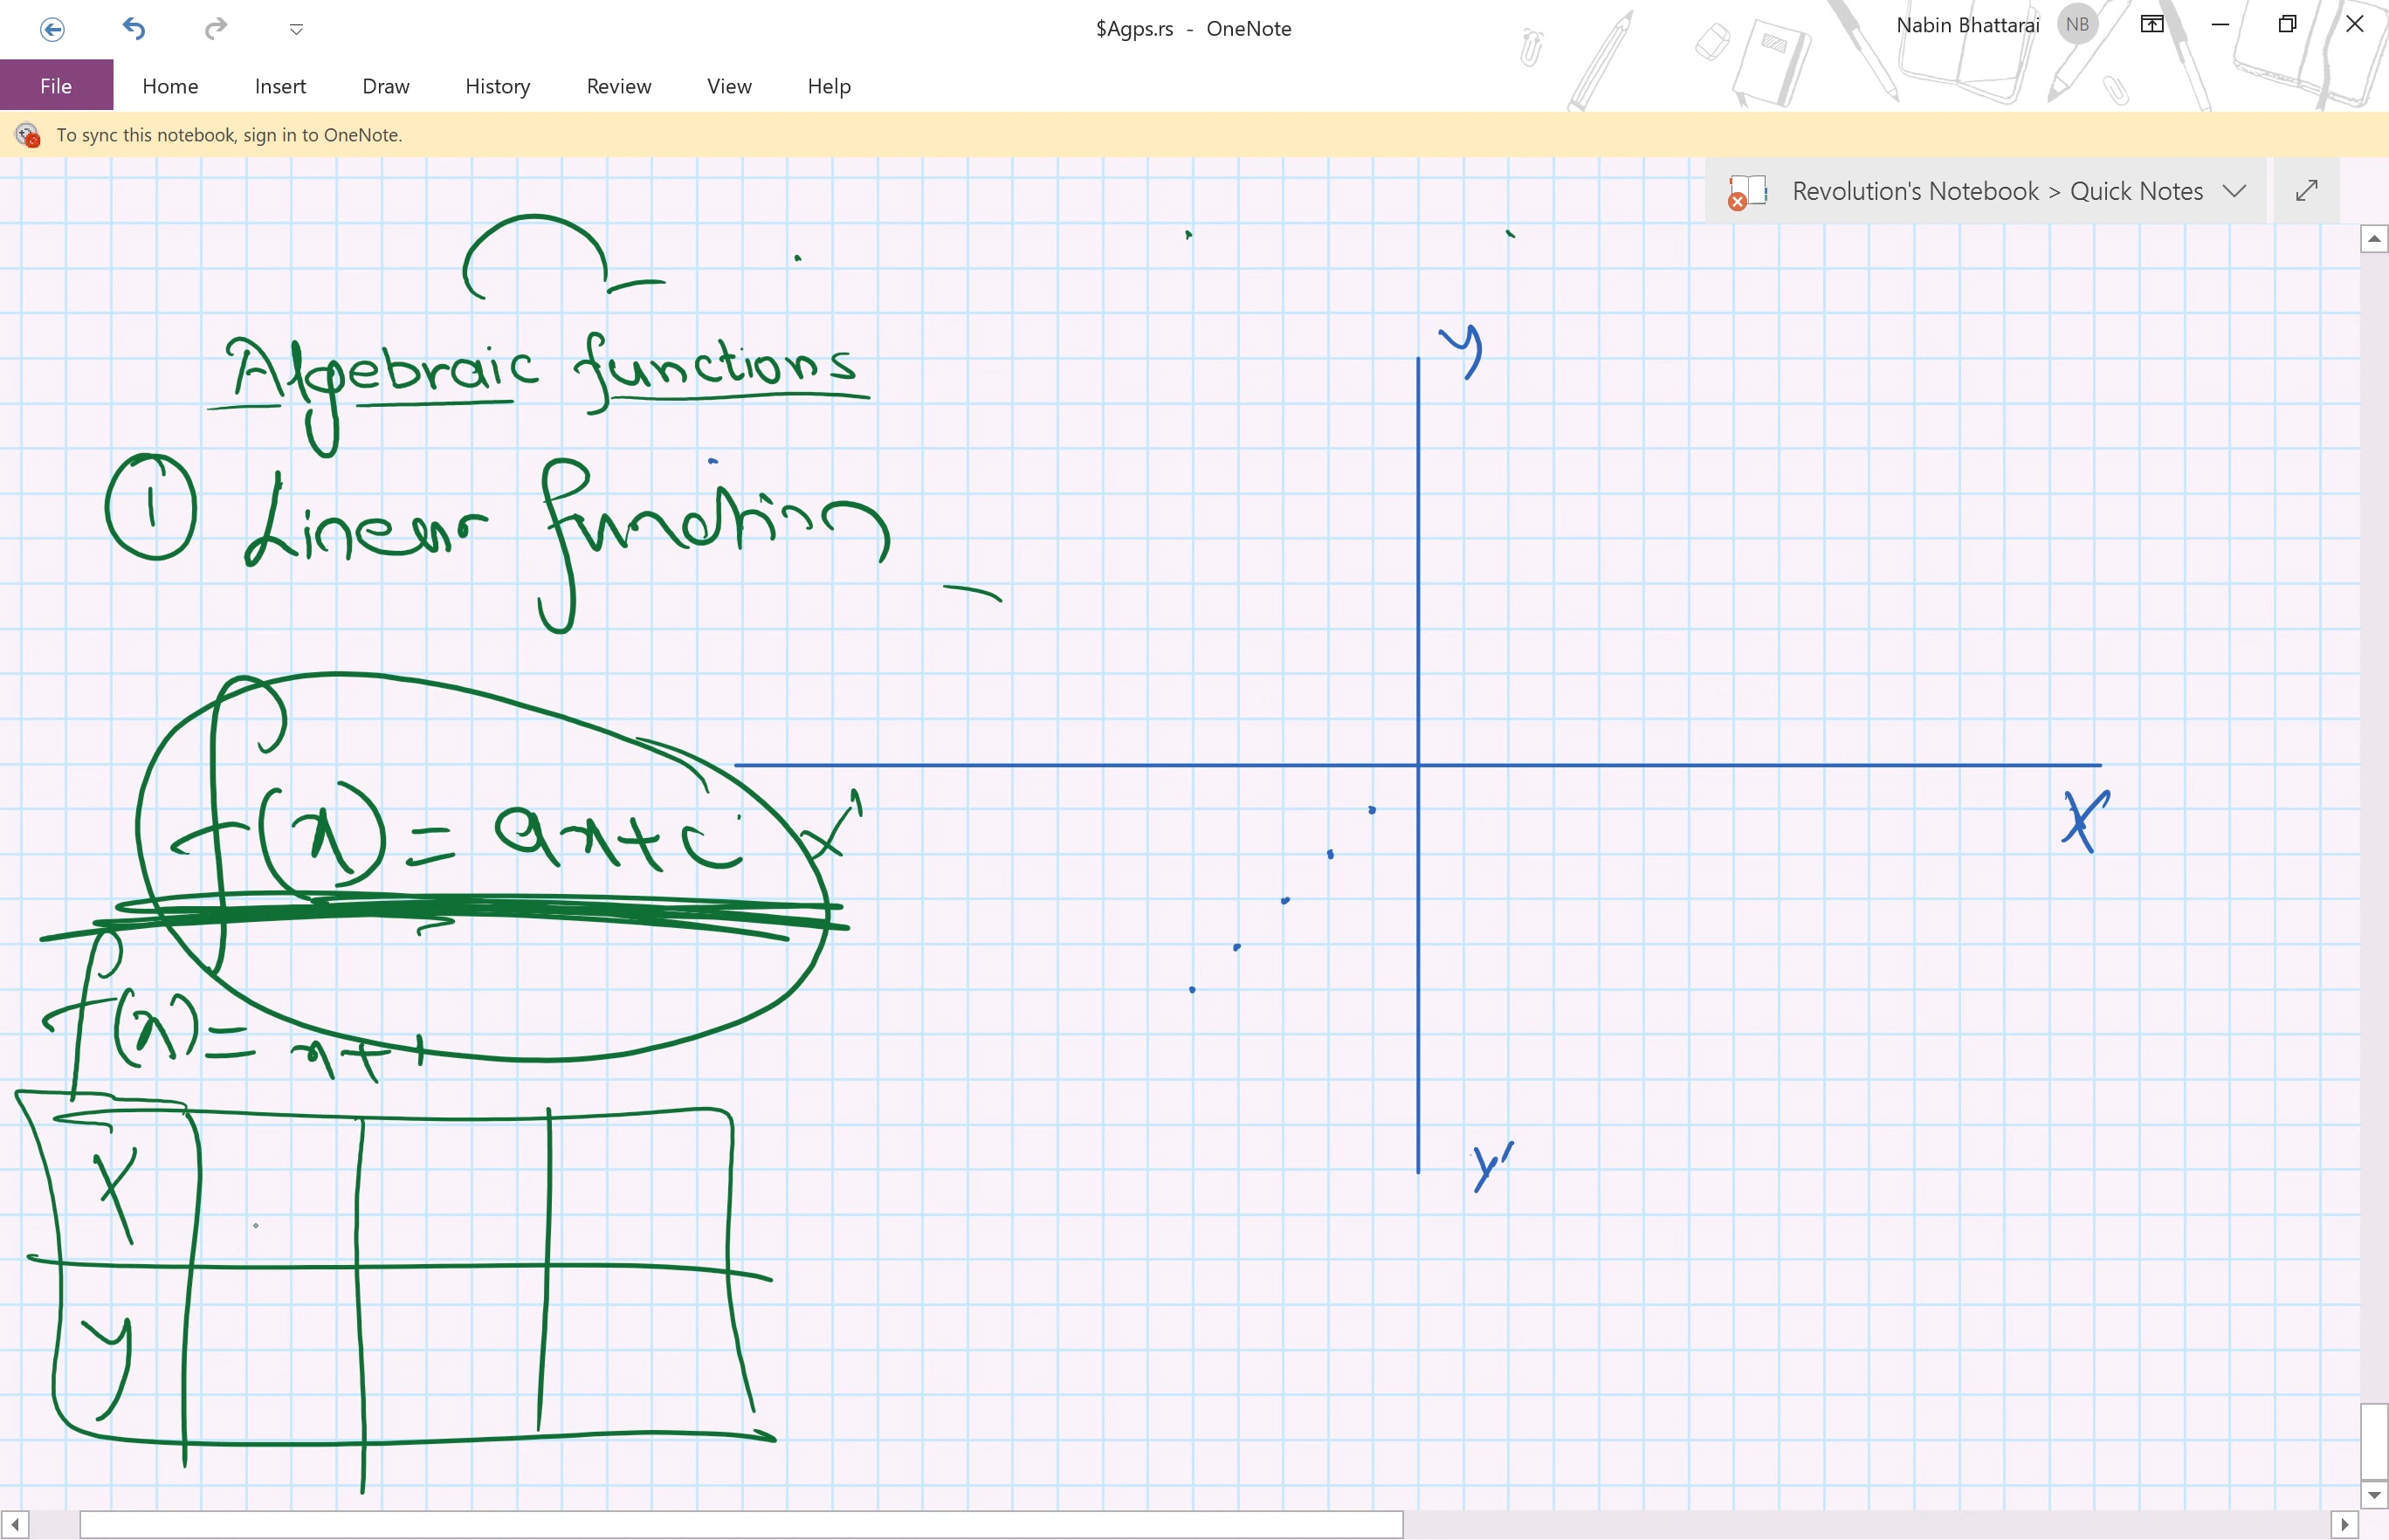 $Agps.rs - OneNote
Nabin Bhattarai NB
File Home Insert Draw History Review View Help
To sync this notebook, sign in to OneNote.
Revolution's Notebook > Quick Notes
Algebraic functions
① Linear function
y
f(x) = ax+c
x'
X
f(x) = x+1
x
y
y'